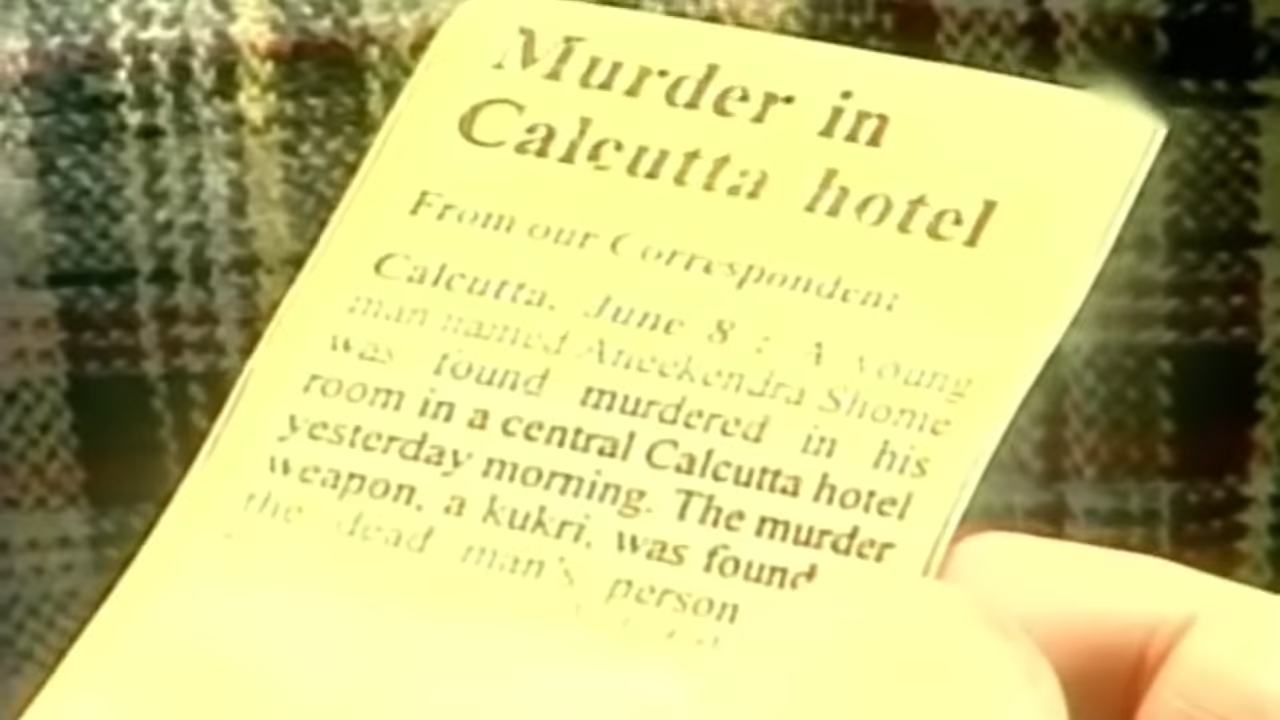 Murder in
Calcutta hotel
From our Correspondent
Calcutta, June 8 : A young
man named Aneekendra Shome
was found murdered in his
room in a central Calcutta hotel
yesterday morning. The murder
weapon, a kukri, was found
the dead man's person